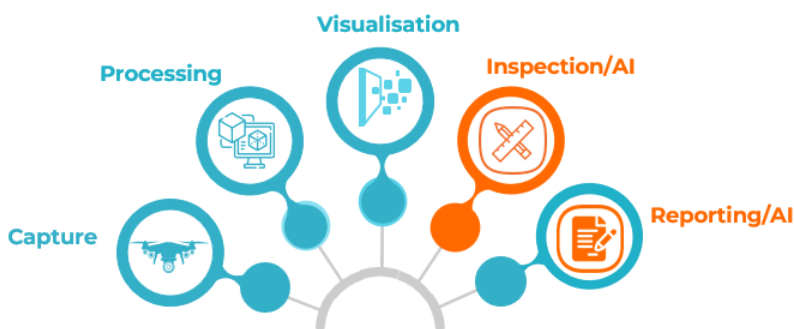 Capture
Processing
Visualisation
Inspection/AI
Reporting/AI